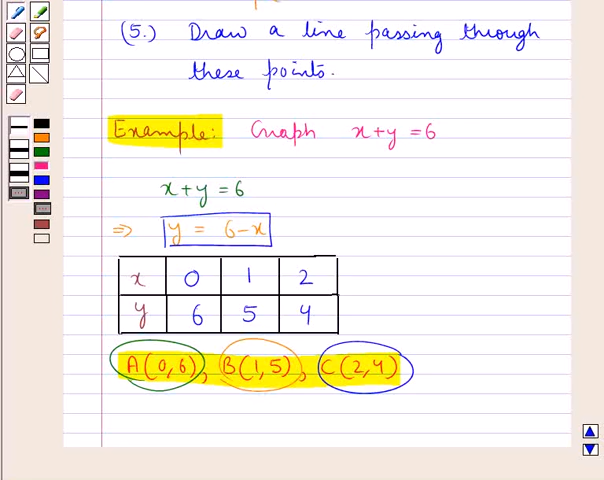 (5.) Draw a line passing through
these points.
Example: Graph x+y=6
x+y=6
⇒ y = 6-x
x 0 1 2
y 6 5 4
A(0,6), B(1,5), C(2,4)